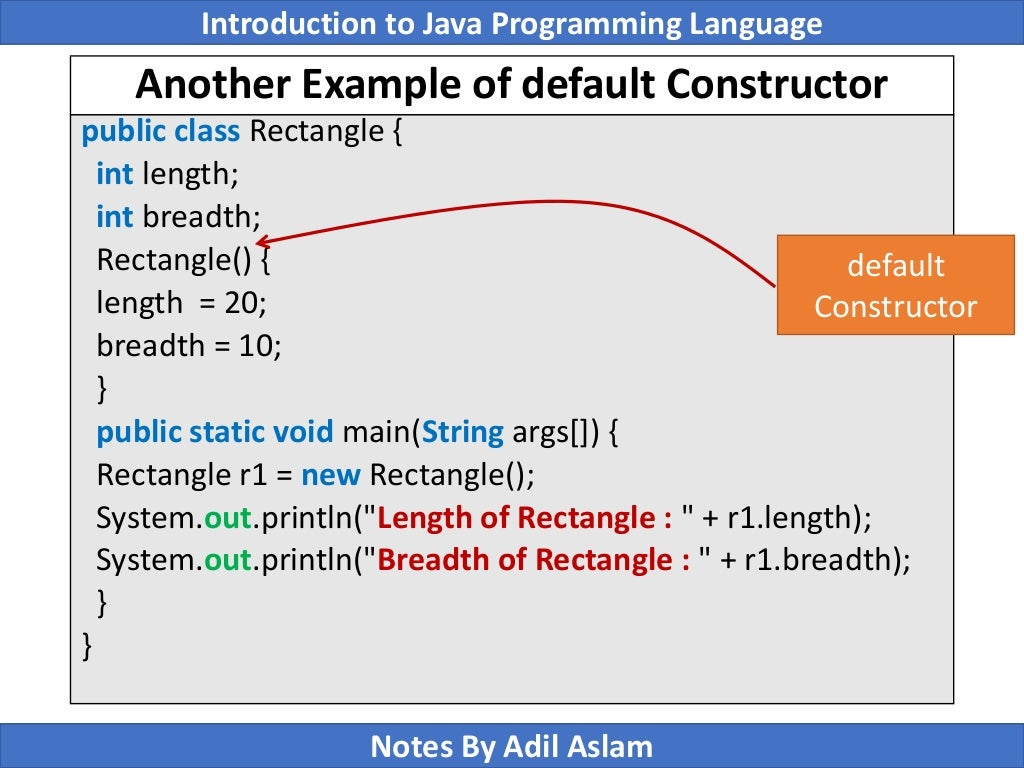 Introduction to Java Programming Language
Another Example of default Constructor
public class Rectangle {
int length;
int breadth;
Rectangle() {
length  = 20;
breadth = 10;
}
public static void main(String args[]) {
Rectangle r1 = new Rectangle();
System.out.println("Length of Rectangle : " + r1.length);
System.out.println("Breadth of Rectangle : " + r1.breadth);
}
}
default
Constructor
Notes By Adil Aslam